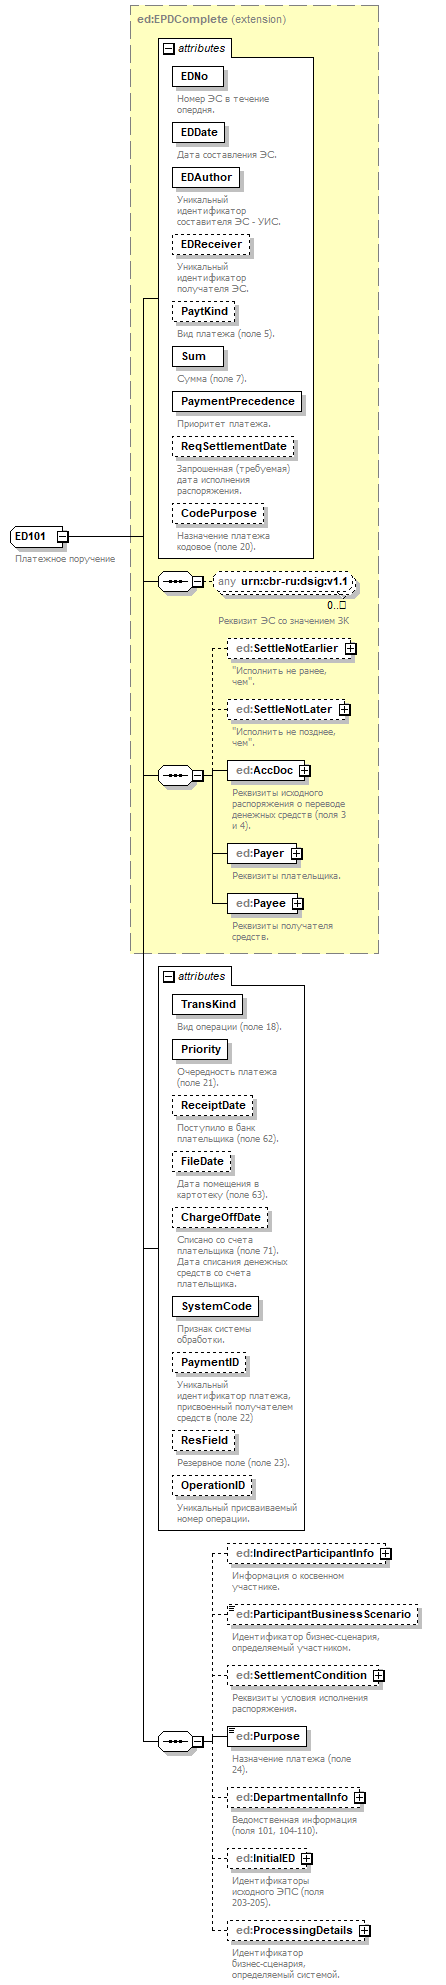 ed:EPDComplete (extension)
attributes
EDNo
Номер ЭС в течение
опердня.
EDDate
Дата составления ЭС.
EDAuthor
Уникальный
идентификатор
составителя ЭС - УИС.
EDReceiver
Уникальный
идентификатор
получателя ЭС.
PaytKind
Вид платежа (поле 5).
Sum
Сумма (поле 7).
PaymentPrecedence
Приоритет платежа.
ReqSettlementDate
Запрошенная (требуемая)
дата исполнения
распоряжения.
CodePurpose
Назначение платежа
кодовое (поле 20).
ED101
Платежное поручение
any urn:cbr-ru:dsig:v1.1
0..
Реквизит ЭС со значением ЗК
ed:SettleNotEarlier
"Исполнить не ранее,
чем".
ed:SettleNotLater
"Исполнить не позднее,
чем".
ed:AccDoc
Реквизиты исходного
распоряжения о переводе
денежных средств (поля 3
и 4).
ed:Payer
Реквизиты плательщика.
ed:Payee
Реквизиты получателя
средств.
attributes
TransKind
Вид операции (поле 18).
Priority
Очередность платежа
(поле 21).
ReceiptDate
Поступило в банк
плательщика (поле 62).
FileDate
Дата помещения в
картотеку (поле 63).
ChargeOffDate
Списано со счета
плательщика (поле 71).
Дата списания денежных
средств со счета
плательщика.
SystemCode
Признак системы
обработки.
PaymentID
Уникальный
идентификатор платежа,
присвоенный получателем
средств (поле 22)
ResField
Резервное поле (поле 23).
OperationID
Уникальный присваиваемый
номер операции.
ed:IndirectParticipantInfo
Информация о косвенном
участнике.
ed:ParticipantBusinessScenario
Идентификатор бизнес-сценария,
определяемый участником.
ed:SettlementCondition
Реквизиты условия исполнения
распоряжения.
ed:Purpose
Назначение платежа (поле
24).
ed:DepartmentalInfo
Ведомственная информация
(поля 101, 104-110).
ed:InitialED
Идентификаторы
исходного ЭПС (поля
203-205).
ed:ProcessingDetails
Идентификатор
бизнес-сценария,
определяемый системой.